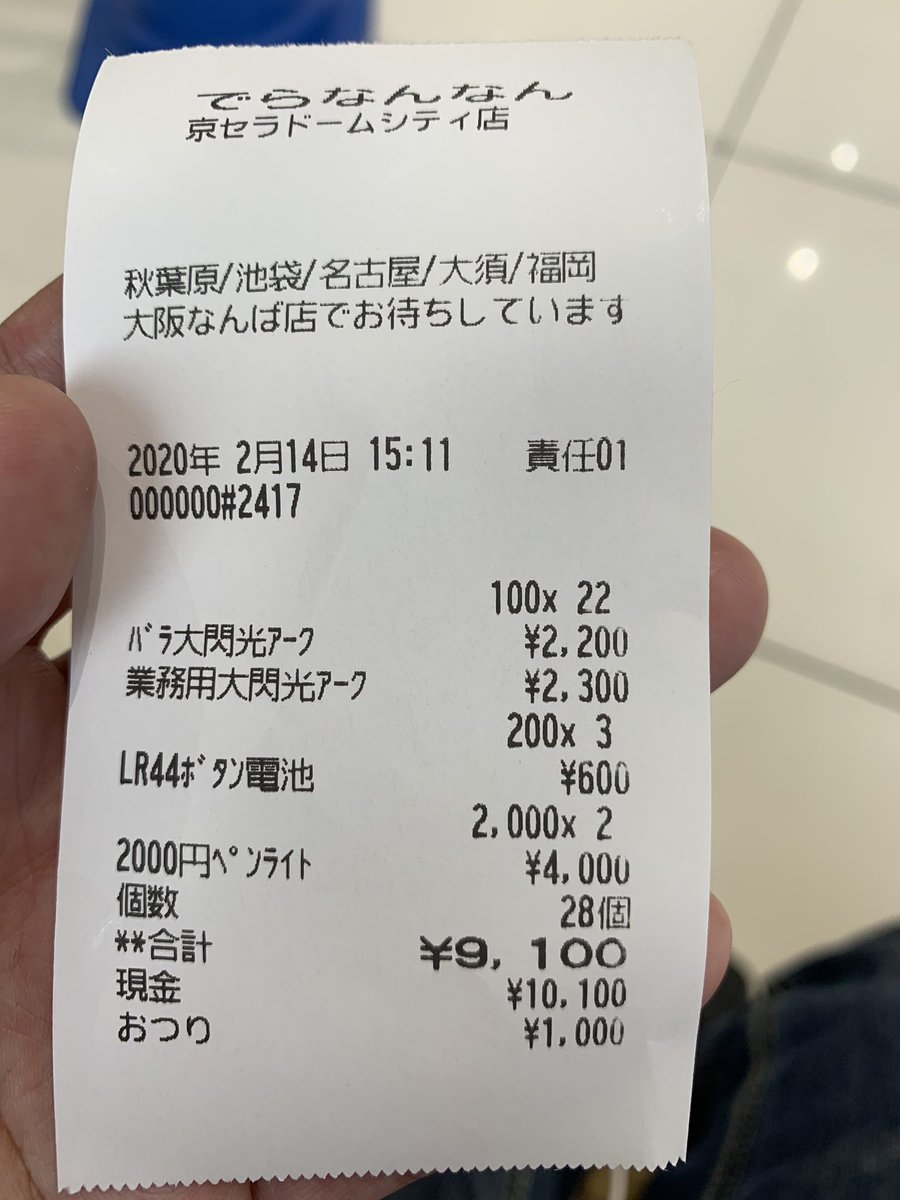 でらなんなん
京セラドームシティ店
秋葉原/池袋/名古屋/大須/福岡
大阪なんば店でお待ちしています
2020年 2月14日 15:11 責任01
000000#2417
100x 22
ﾊﾞﾗ大閃光ｱｰｸ ¥2,200
業務用大閃光ｱｰｸ ¥2,300
200x 3
LR44ﾎﾞﾀﾝ電池 ¥600
2,000x 2
2000円ﾍﾟﾝﾗｲﾄ ¥4,000
個数 28個
**合計 ¥9,100
現金 ¥10,100
おつり ¥1,000